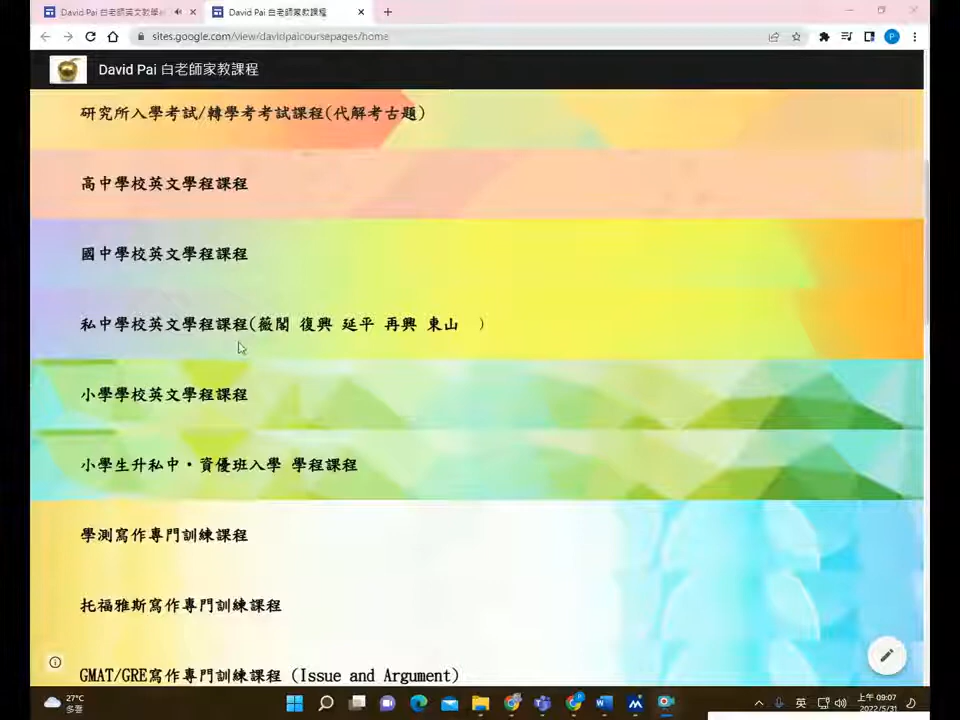 David Pai 白老師英文教學
David Pai 白老師家教課程
sites.google.com/view/davidpaicoursepages/home
P
David Pai 白老師家教課程
研究所入學考試/轉學考考試課程(代解考古題)
高中學校英文學程課程
國中學校英文學程課程
私中學校英文學程課程(薇閣 復興 延平 再興 東山 )
小學學校英文學程課程
小學生升私中·資優班入學 學程課程
學測寫作專門訓練課程
托福雅斯寫作專門訓練課程
GMAT/GRE寫作專門訓練課程 (Issue and Argument)
27°C
多雲
英
上午 09:07
2022/5/31